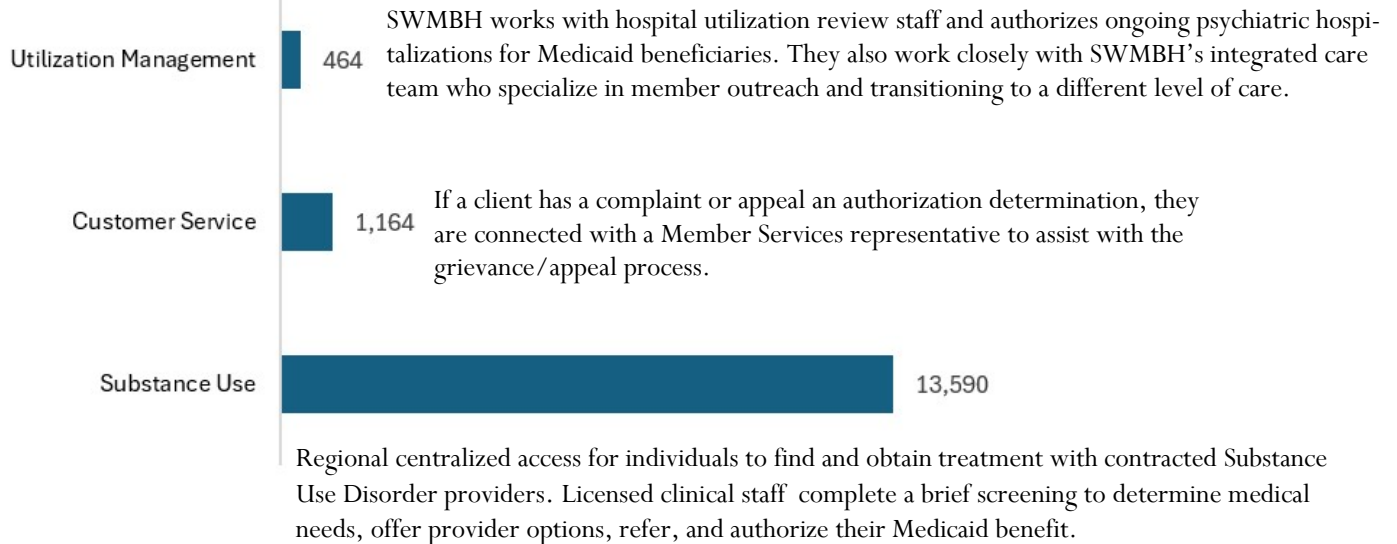 SWMBH works with hospital utilization review staff and authorizes ongoing psychiatric hospi-
Utilization Management 464 talizations for Medicaid beneficiaries. They also work closely with SWMBH's integrated care
team who specialize in member outreach and transitioning to a different level of care.
If a client has a complaint or appeal an authorization determination, they
Customer Service 1,164 are connected with a Member Services representative to assist with the
grievance/appeal process.
Substance Use 13,590
Regional centralized access for individuals to find and obtain treatment with contracted Substance
Use Disorder providers. Licensed clinical staff complete a brief screening to determine medical
needs, offer provider options, refer, and authorize their Medicaid benefit.